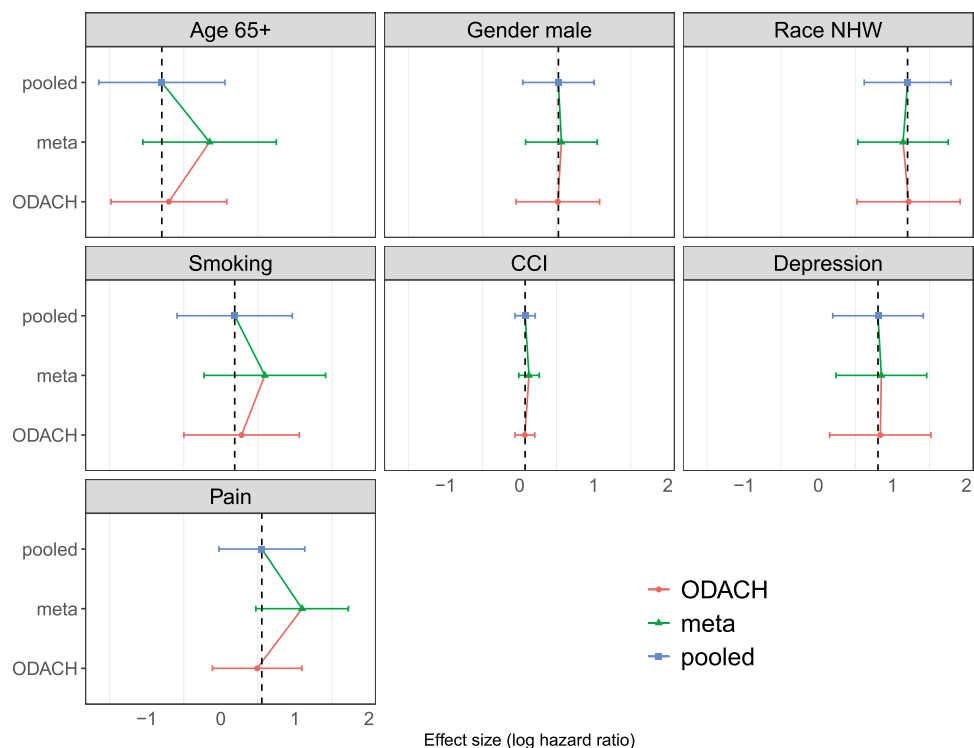 Age 65+ Gender male Race NHW
pooled
meta
ODACH
Smoking CCI Depression
pooled
meta
ODACH
−1 0 1 2 −1 0 1 2
Pain
pooled
meta
ODACH
ODACH
meta
pooled
−1 0 1 2
Effect size (log hazard ratio)